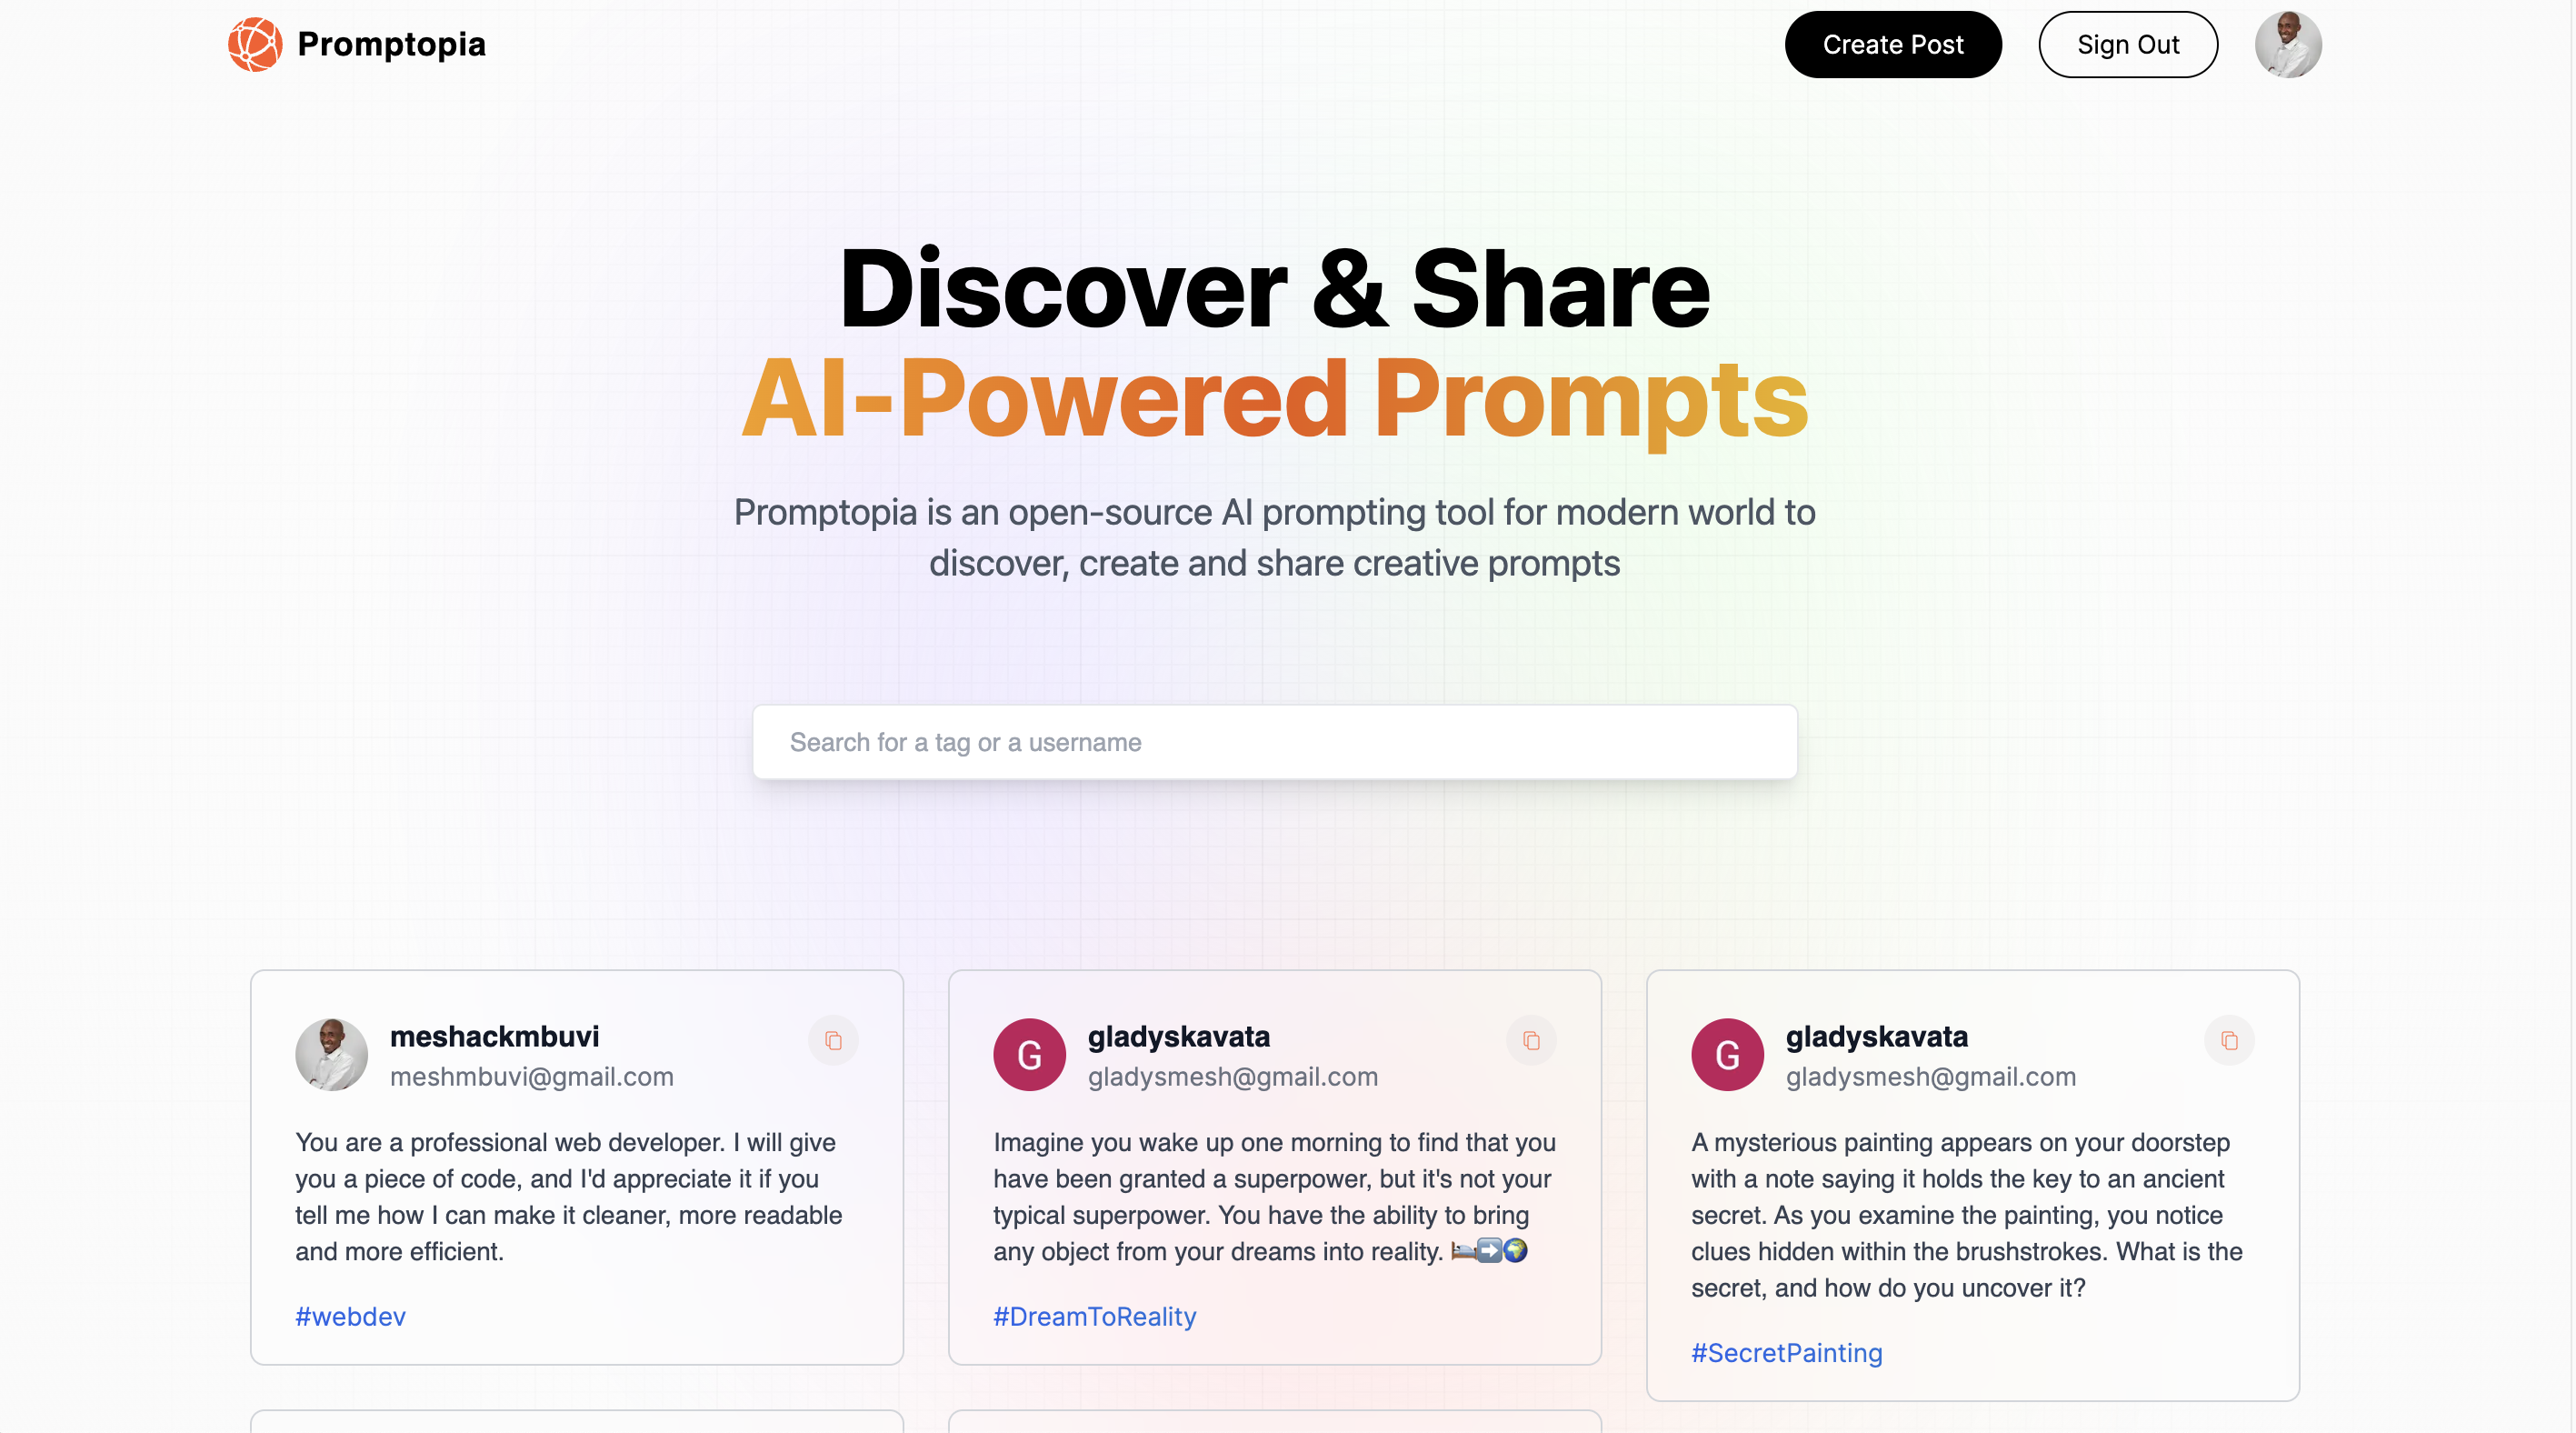 Promptopia
Create Post
Sign Out
Discover & Share
AI-Powered Prompts
Promptopia is an open-source AI prompting tool for modern world to
discover, create and share creative prompts
Search for a tag or a username
meshackmbuvi
meshmbuvi@gmail.com
You are a professional web developer. I will give
you a piece of code, and I'd appreciate it if you
tell me how I can make it cleaner, more readable
and more efficient.
#webdev
G
gladyskavata
gladysmesh@gmail.com
Imagine you wake up one morning to find that you
have been granted a superpower, but it's not your
typical superpower. You have the ability to bring
any object from your dreams into reality. 🛌➡️🌍
#DreamToReality
G
gladyskavata
gladysmesh@gmail.com
A mysterious painting appears on your doorstep
with a note saying it holds the key to an ancient
secret. As you examine the painting, you notice
clues hidden within the brushstrokes. What is the
secret, and how do you uncover it?
#SecretPainting